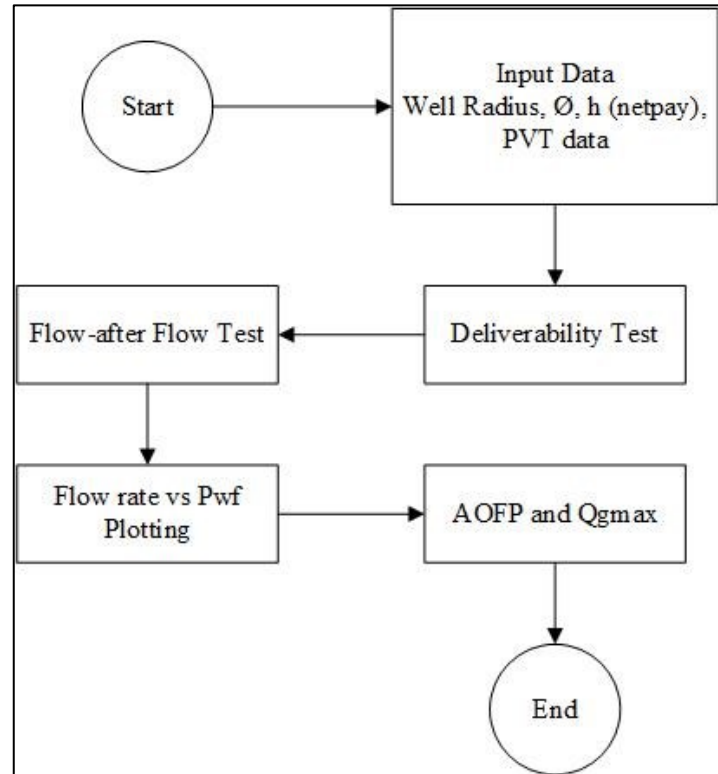 Start
Input Data
Well Radius, Ø, h (netpay),
PVT data
Deliverability Test
Flow-after Flow Test
Flow rate vs Pwf
Plotting
AOFP and Qgmax
End